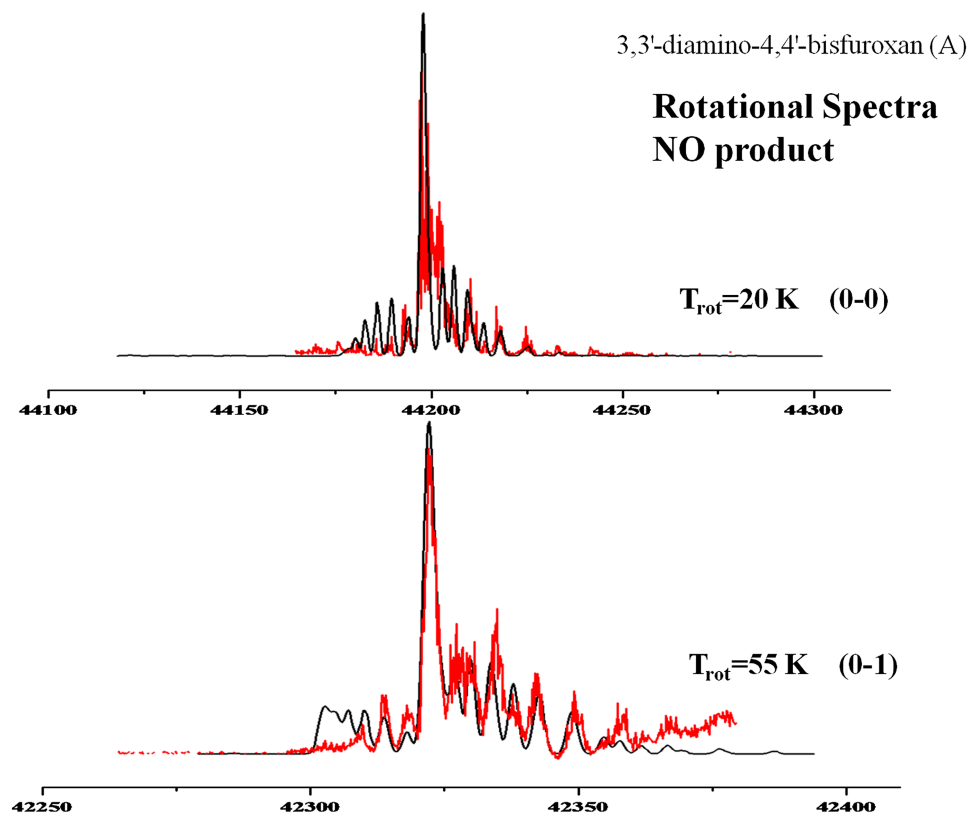 3,3'-diamino-4,4'-bisfuroxan (A)
Rotational Spectra
NO product
Trot=20 K (0-0)
44100 44150 44200 44250 44300
Trot=55 K (0-1)
42250 42300 42350 42400